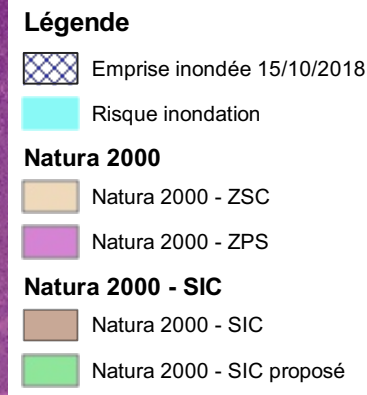 Légende
Emprise inondée 15/10/2018
Risque inondation
Natura 2000
Natura 2000 - ZSC
Natura 2000 - ZPS
Natura 2000 - SIC
Natura 2000 - SIC
Natura 2000 - SIC proposé